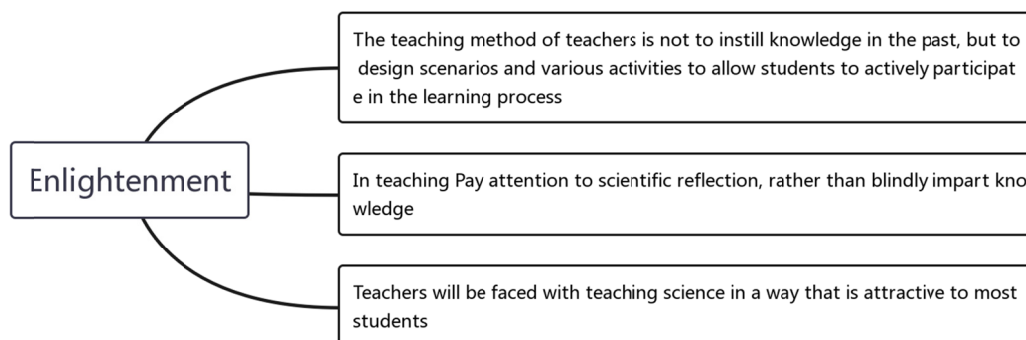 The teaching method of teachers is not to instill knowledge in the past, but to
design scenarios and various activities to allow students to actively participat
e in the learning process
Enlightenment
In teaching Pay attention to scientific reflection, rather than blindly impart kno
wledge
Teachers will be faced with teaching science in a way that is attractive to most
students